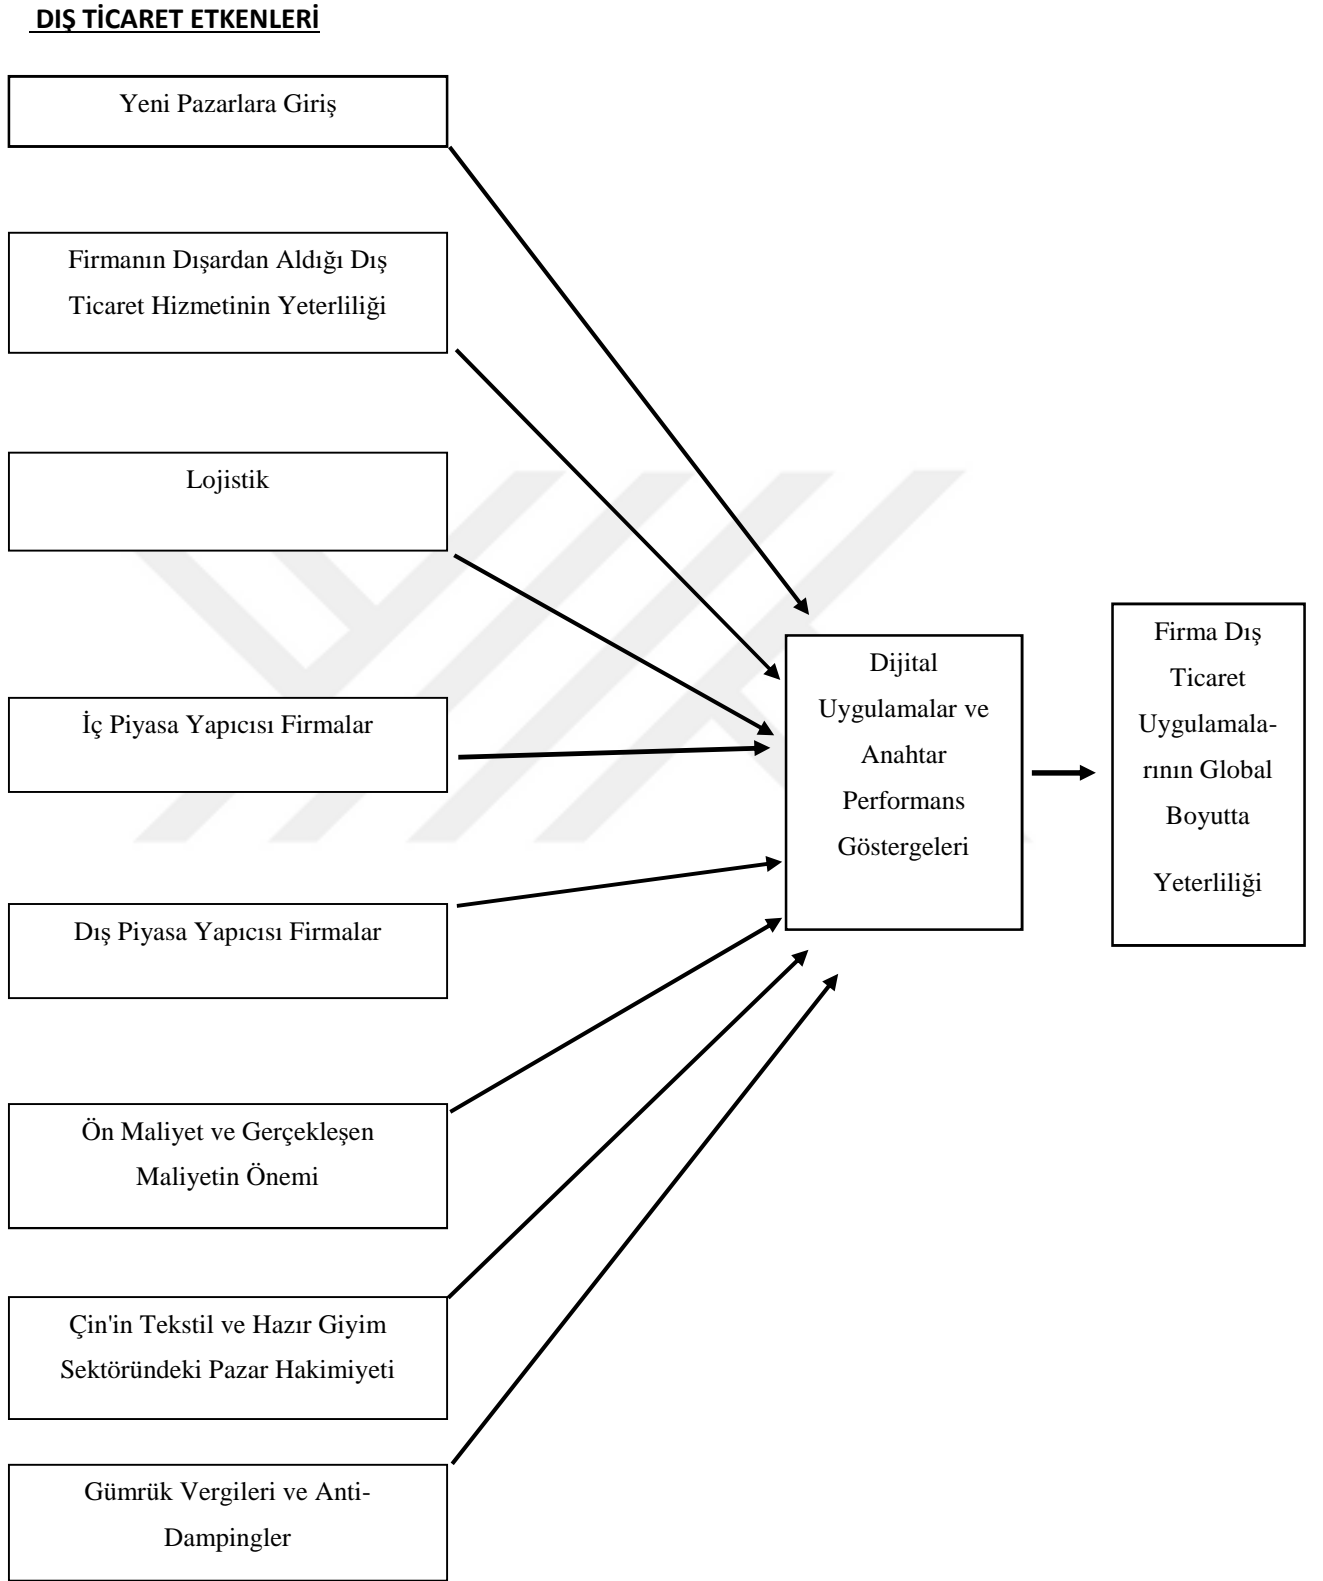 DIŞ TİCARET ETKENLERİ
Yeni Pazarlara Giriş
Firmanın Dışardan Aldığı Dış
Ticaret Hizmetinin Yeterliliği
Lojistik
İç Piyasa Yapıcısı Firmalar
Dış Piyasa Yapıcısı Firmalar
Ön Maliyet ve Gerçekleşen
Maliyetin Önemi
Çin'in Tekstil ve Hazır Giyim
Sektöründeki Pazar Hakimiyeti
Gümrük Vergileri ve Anti-
Dampingler
Dijital
Uygulamalar ve
Anahtar
Performans
Göstergeleri
Firma Dış
Ticaret
Uygulamala-
rının Global
Boyutta
Yeterliliği